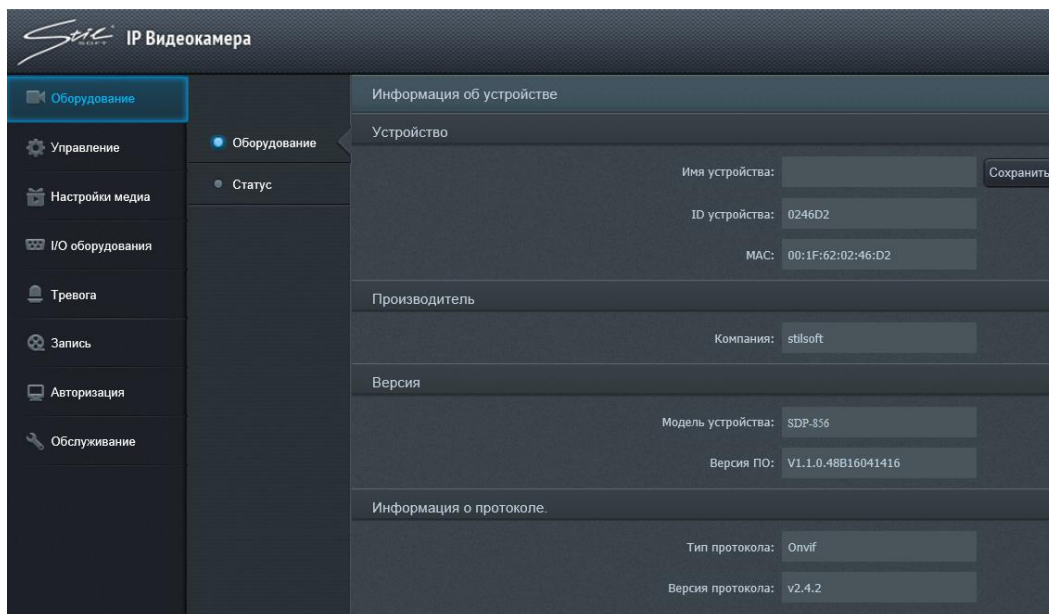 Stil SOFT IP Видеокамера
Оборудование
Управление
Настройки медиа
I/O оборудования
Тревога
Запись
Авторизация
Обслуживание
Оборудование
Статус
Информация об устройстве
Устройство
Имя устройства: Сохранить
ID устройства: 0246D2
MAC: 00:1F:62:02:46:D2
Производитель
Компания: stilsoft
Версия
Модель устройства: SDP-856
Версия ПО: V1.1.0.48B16041416
Информация о протоколе.
Тип протокола: Onvif
Версия протокола: v2.4.2